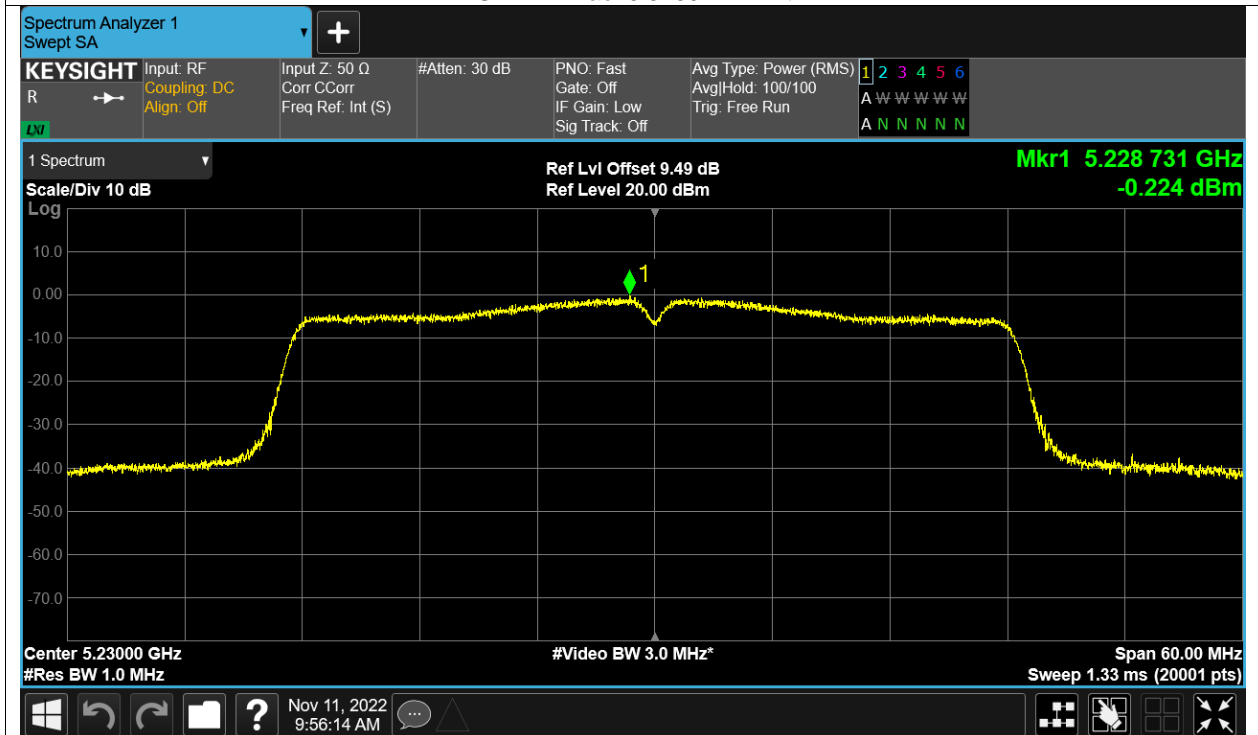 Spectrum Analyzer 1
Swept SA
KEYSIGHT
R
LXI
Input: RF
Coupling: DC
Align: Off
Input Z: 50 Ω
Corr CCorr
Freq Ref: Int (S)
#Atten: 30 dB
PNO: Fast
Gate: Off
IF Gain: Low
Sig Track: Off
Avg Type: Power (RMS)
Avg|Hold: 100/100
Trig: Free Run
1 2 3 4 5 6
A W W W W W
A N N N N N
1 Spectrum
Scale/Div 10 dB
Log
Ref Lvl Offset 9.49 dB
Ref Level 20.00 dBm
Mkr1 5.228 731 GHz
-0.224 dBm
10.0
0.00
-10.0
-20.0
-30.0
-40.0
-50.0
-60.0
-70.0
1
Center 5.23000 GHz
#Res BW 1.0 MHz
#Video BW 3.0 MHz*
Span 60.00 MHz
Sweep 1.33 ms (20001 pts)
?
Nov 11, 2022
9:56:14 AM